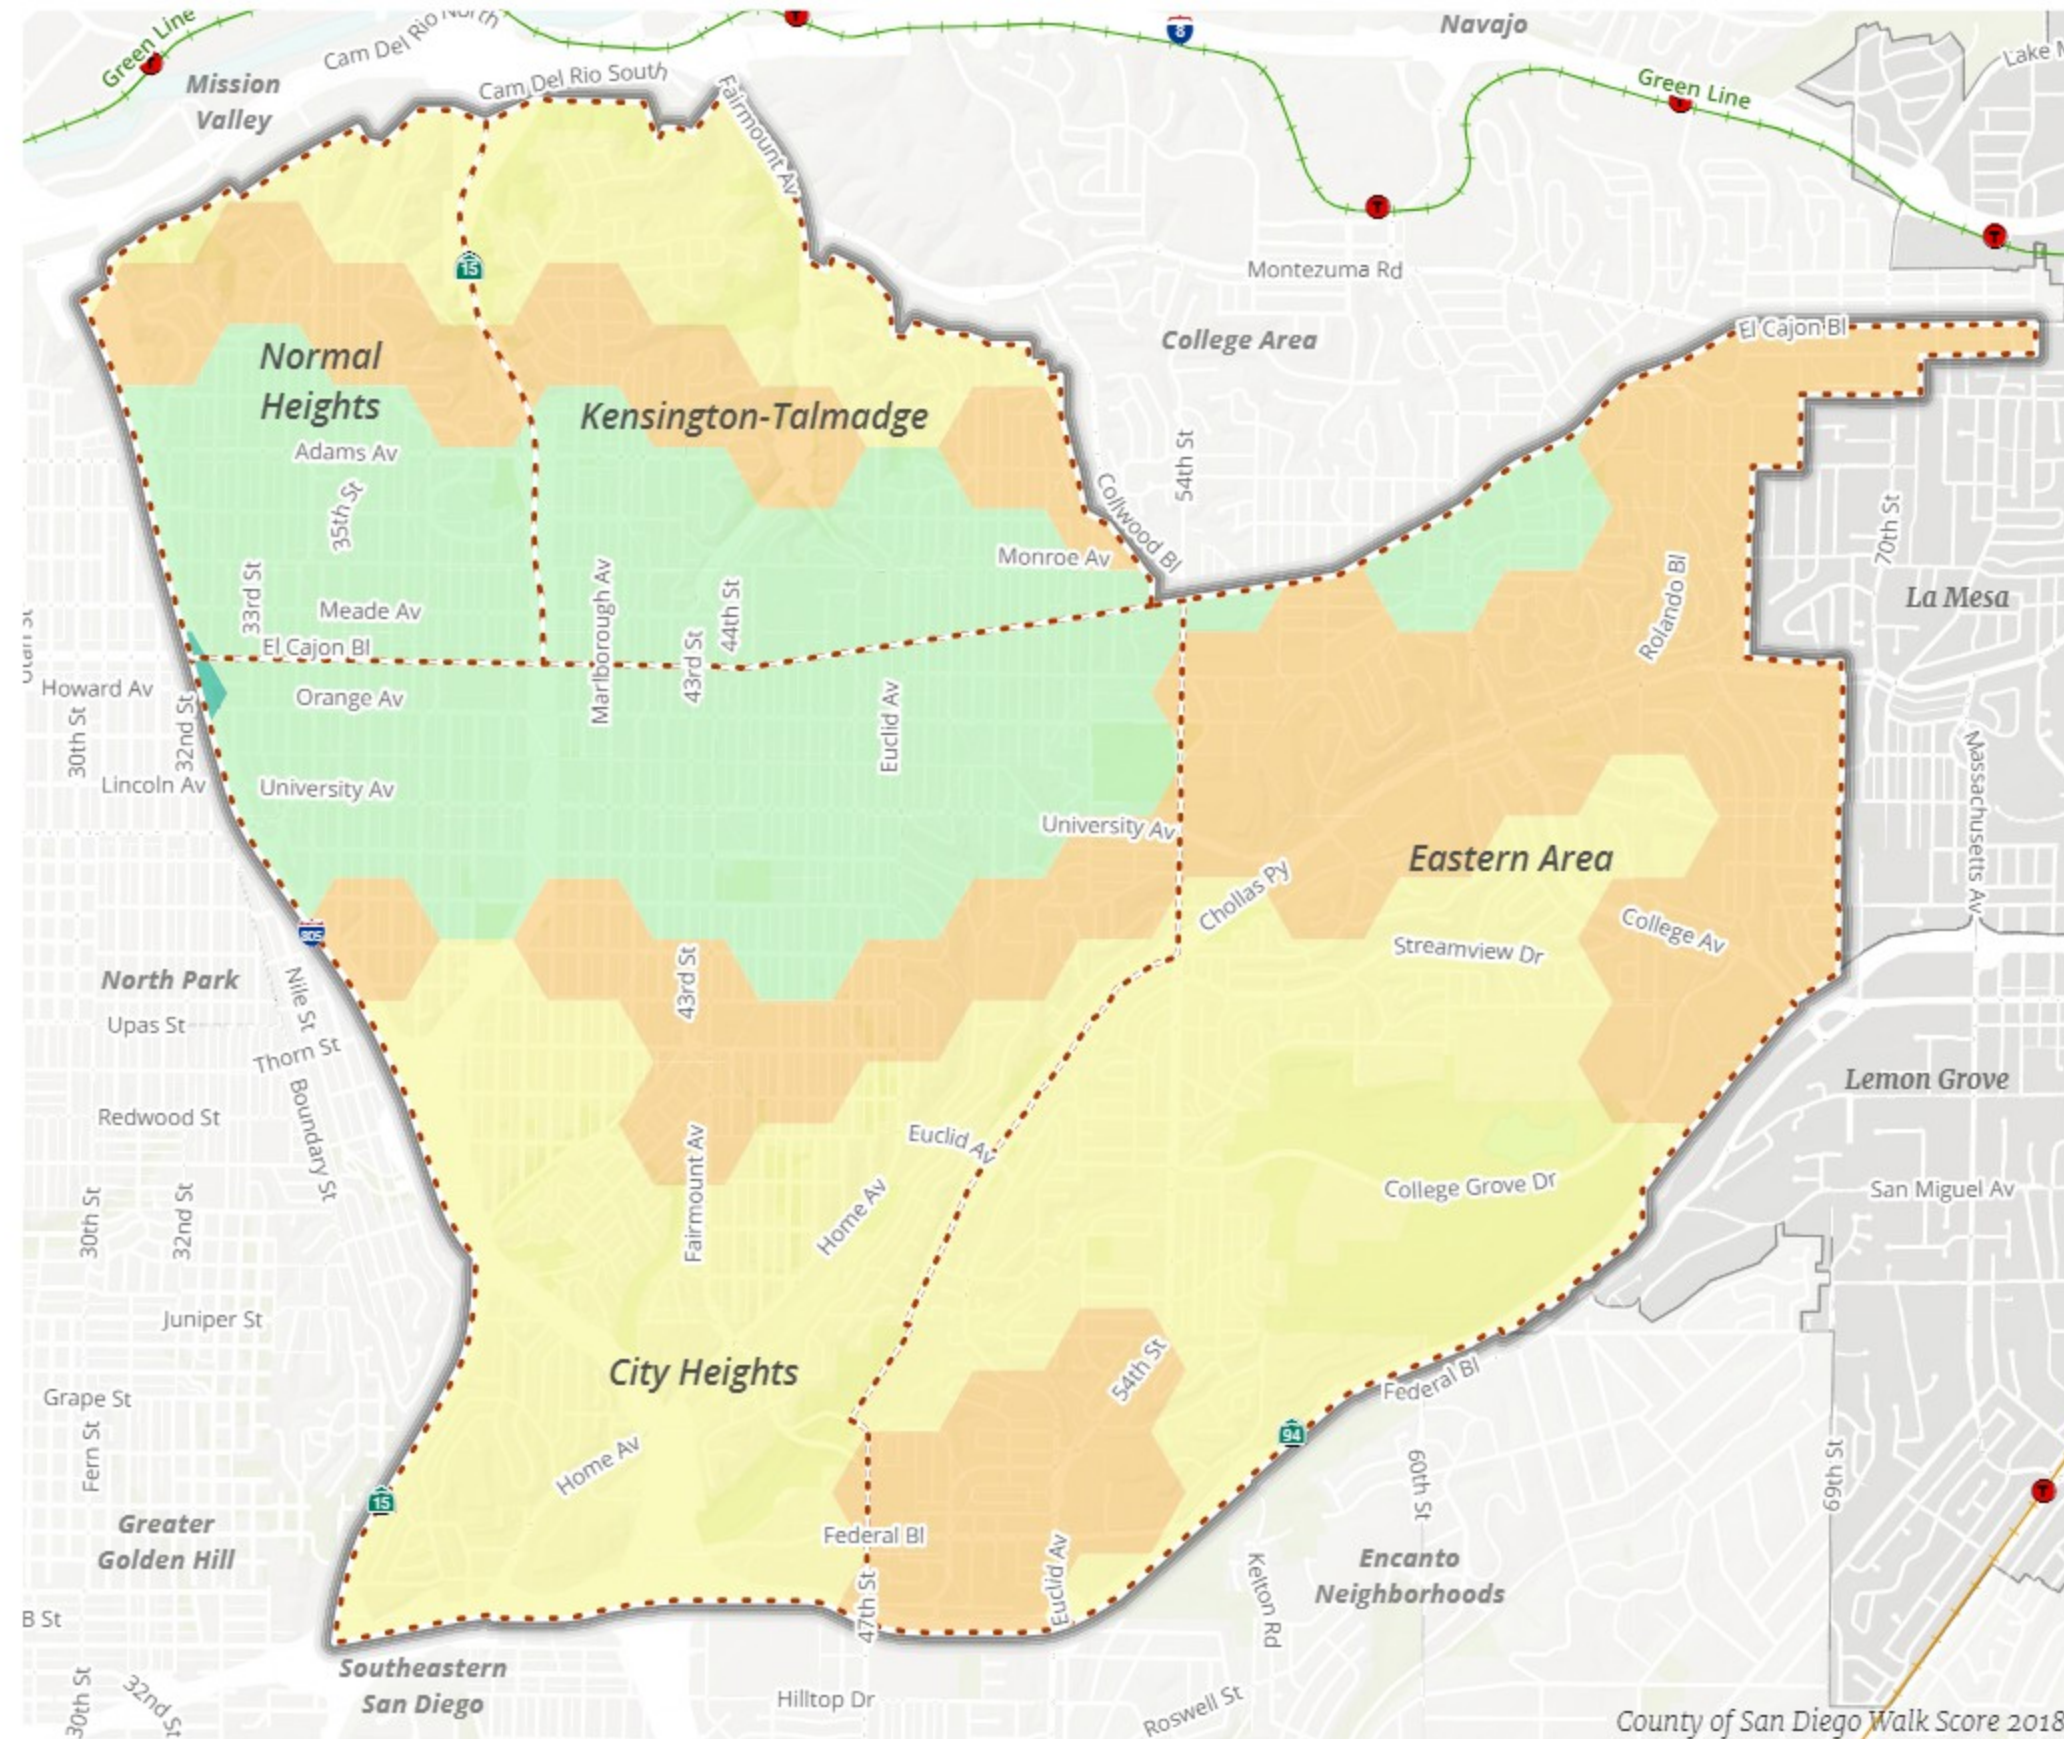 Cam Del Rio North
Navajo
Green Line
8
Lake
Mission
Valley
Cam Del Rio South
Green Line
Fairmount Av
15
Montezuma Rd
El Cajon Bl
College Area
Normal
Heights
Kensington-Talmadge
Adams Av
54th St
35th St
Collwood Bl
70th St
Monroe Av
33rd St
Marlborough Av
44th St
Rolando Bl
La Mesa
Meade Av
El Cajon Bl
43rd St
Howard Av
Orange Av
32nd St
30th St
Euclid Av
Lincoln Av
University Av
University Av
Massachusetts Av
Eastern Area
Chollas Py
College Av
805
Streamview Dr
43rd St
North Park
Nile St
Upas St
Thorn St
Lemon Grove
Boundary St
Redwood St
Euclid Av
Fairmount Av
Home Av
College Grove Dr
San Miguel Av
30th St
32nd St
Juniper St
City Heights
54th St
Federal Bl
Grape St
Fern St
94
Home Av
60th St
69th St
15
Greater
Golden Hill
Federal Bl
Euclid Av
Kelton Rd
Encanto
Neighborhoods
47th St
B St
Southeastern
San Diego
30th St
32nd St
Hilltop Dr
Roswell St
County of San Diego Walk Score 2018